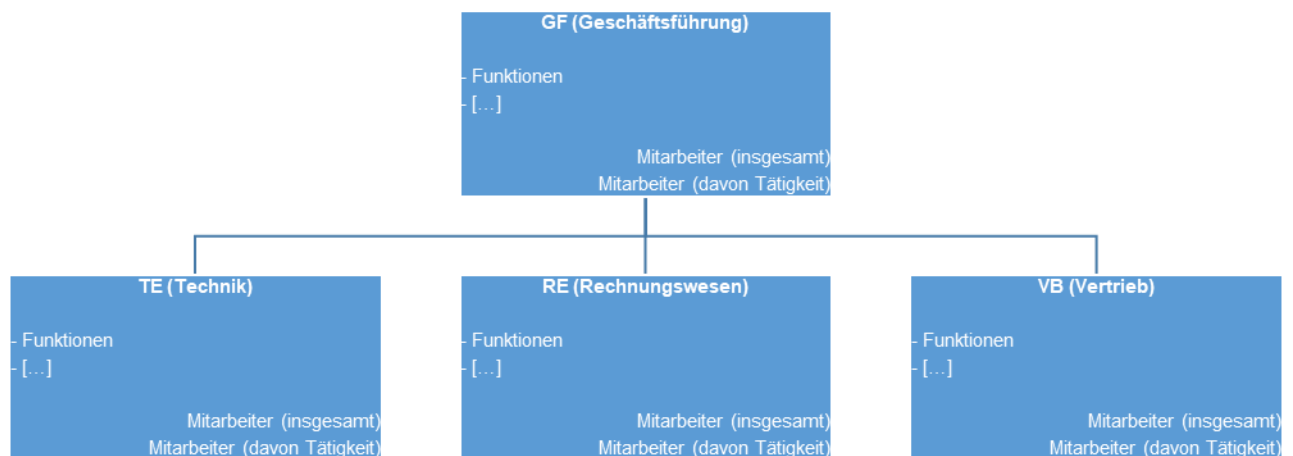 GF (Geschäftsführung)
- Funktionen
- [...]
Mitarbeiter (insgesamt)
Mitarbeiter (davon Tätigkeit)
TE (Technik)
- Funktionen
- [...]
Mitarbeiter (insgesamt)
Mitarbeiter (davon Tätigkeit)
RE (Rechnungswesen)
- Funktionen
- [...]
Mitarbeiter (insgesamt)
Mitarbeiter (davon Tätigkeit)
VB (Vertrieb)
- Funktionen
- [...]
Mitarbeiter (insgesamt)
Mitarbeiter (davon Tätigkeit)